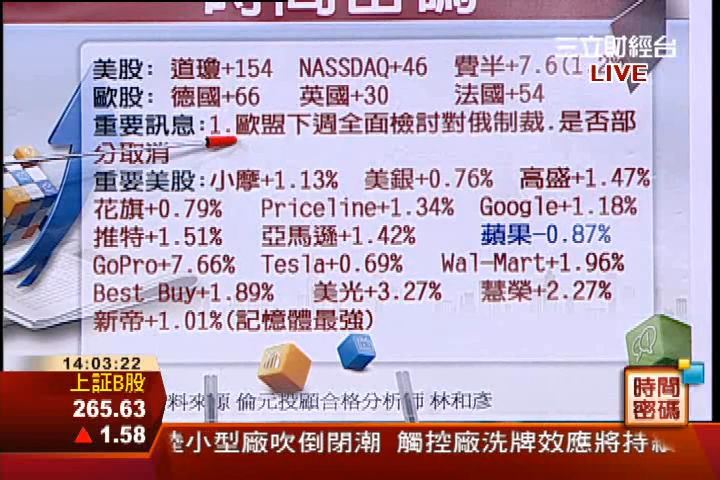 時間密碼
三立財經台
LIVE
美股: 道瓊+154 NASSDAQ+46 費半+7.6(1.
歐股: 德國+66 英國+30 法國+54
重要訊息:1.歐盟下週全面檢討對俄制裁.是否部
分取消
重要美股:小摩+1.13% 美銀+0.76% 高盛+1.47%
花旗+0.79% Priceline+1.34% Google+1.18%
推特+1.51% 亞馬遜+1.42% 蘋果-0.87%
GoPro+7.66% Tesla+0.69% Wal-Mart+1.96%
Best Buy+1.89% 美光+3.27% 慧榮+2.27%
新帝+1.01%(記憶體最強)
14:03:22
上証B股
265.63
▲1.58
料來源 倫元投顧合格分析師 林和彥
時間
密碼
小型廠吹倒閉潮 觸控廠洗牌效應將持續